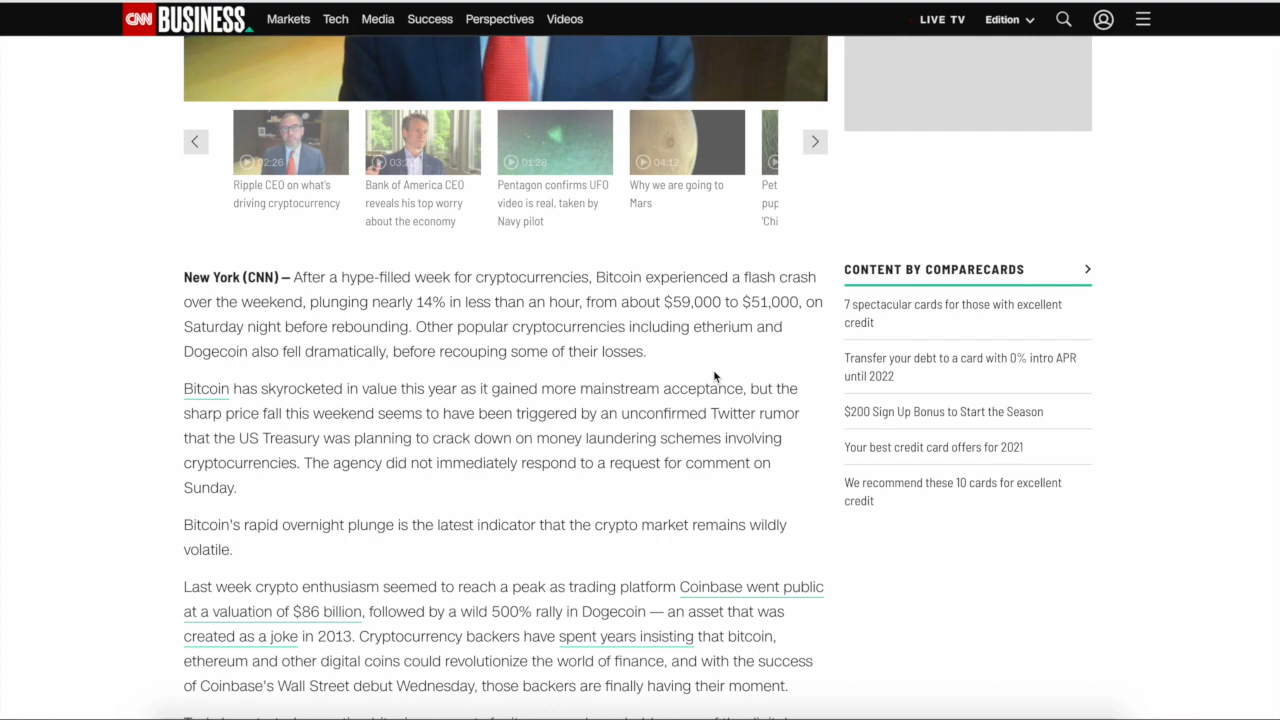 CNN BUSINESS Markets Tech Media Success Perspectives Videos LIVE TV Edition
02:26
03:2
01:28
04:12
Ripple CEO on what's
driving cryptocurrency
Bank of America CEO
reveals his top worry
about the economy
Pentagon confirms UFO
video is real, taken by
Navy pilot
Why we are going to
Mars
Pet
pup
'Chi
New York (CNN) — After a hype-filled week for cryptocurrencies, Bitcoin experienced a flash crash
over the weekend, plunging nearly 14% in less than an hour, from about $59,000 to $51,000, on
Saturday night before rebounding. Other popular cryptocurrencies including etherium and
Dogecoin also fell dramatically, before recouping some of their losses.
Bitcoin has skyrocketed in value this year as it gained more mainstream acceptance, but the
sharp price fall this weekend seems to have been triggered by an unconfirmed Twitter rumor
that the US Treasury was planning to crack down on money laundering schemes involving
cryptocurrencies. The agency did not immediately respond to a request for comment on
Sunday.
Bitcoin's rapid overnight plunge is the latest indicator that the crypto market remains wildly
volatile.
Last week crypto enthusiasm seemed to reach a peak as trading platform Coinbase went public
at a valuation of $86 billion, followed by a wild 500% rally in Dogecoin — an asset that was
created as a joke in 2013. Cryptocurrency backers have spent years insisting that bitcoin,
ethereum and other digital coins could revolutionize the world of finance, and with the success
of Coinbase's Wall Street debut Wednesday, those backers are finally having their moment.
CONTENT BY COMPARECARDS
7 spectacular cards for those with excellent
credit
Transfer your debt to a card with 0% intro APR
until 2022
$200 Sign Up Bonus to Start the Season
Your best credit card offers for 2021
We recommend these 10 cards for excellent
credit